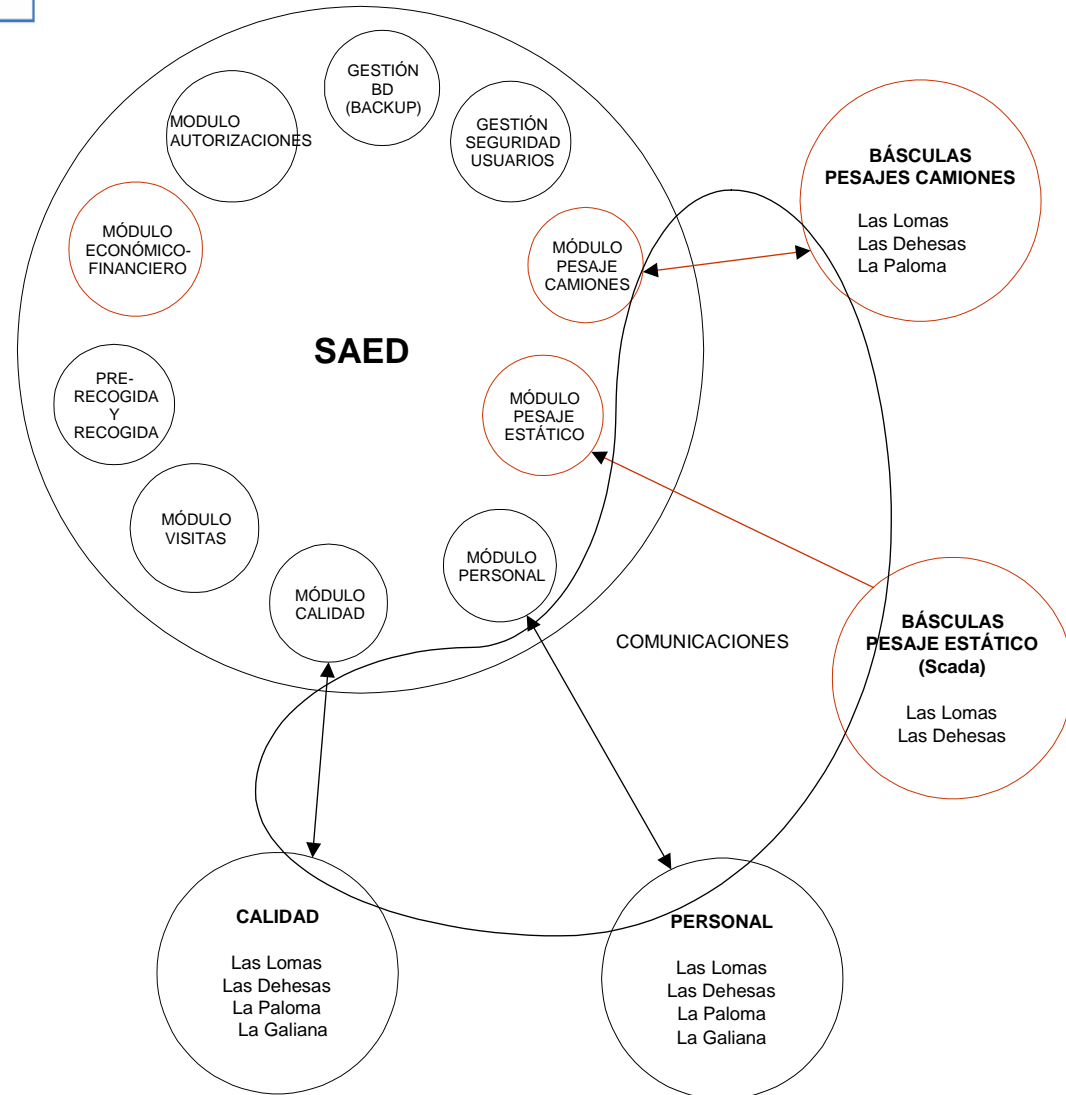 GESTIÓN
BD
(BACKUP)
MODULO
AUTORIZACIONES
GESTIÓN
SEGURIDAD
USUARIOS
BÁSCULAS
PESAJES CAMIONES
Las Lomas
Las Dehesas
La Paloma
MÓDULO
ECONÓMICO-
FINANCIERO
MÓDULO
PESAJE
CAMIONES
SAED
PRE-
RECOGIDA
Y
RECOGIDA
MÓDULO
PESAJE
ESTÁTICO
MÓDULO
VISITAS
MÓDULO
PERSONAL
MÓDULO
CALIDAD
COMUNICACIONES
BÁSCULAS
PESAJE ESTÁTICO
(Scada)
Las Lomas
Las Dehesas
CALIDAD
Las Lomas
Las Dehesas
La Paloma
La Galiana
PERSONAL
Las Lomas
Las Dehesas
La Paloma
La Galiana